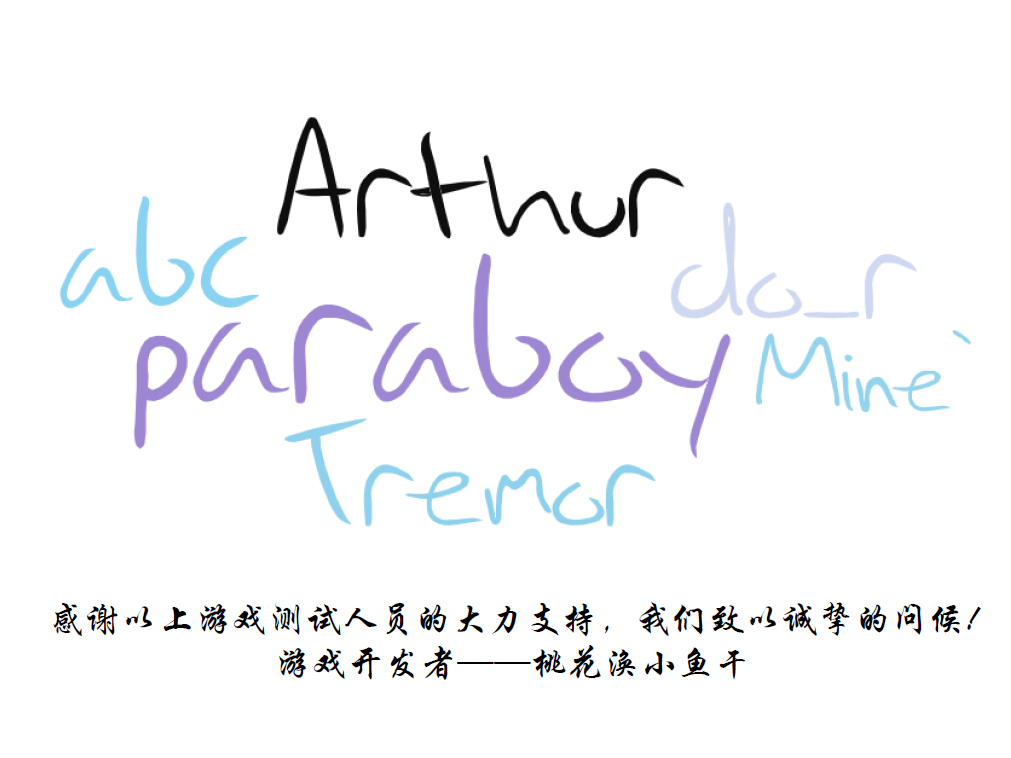 Arthur
abc
do_r
paraboy
Mine`
Tremor
感谢以上游戏测试人员的大力支持，我们致以诚挚的问候！
游戏开发者——桃花涣小鱼干